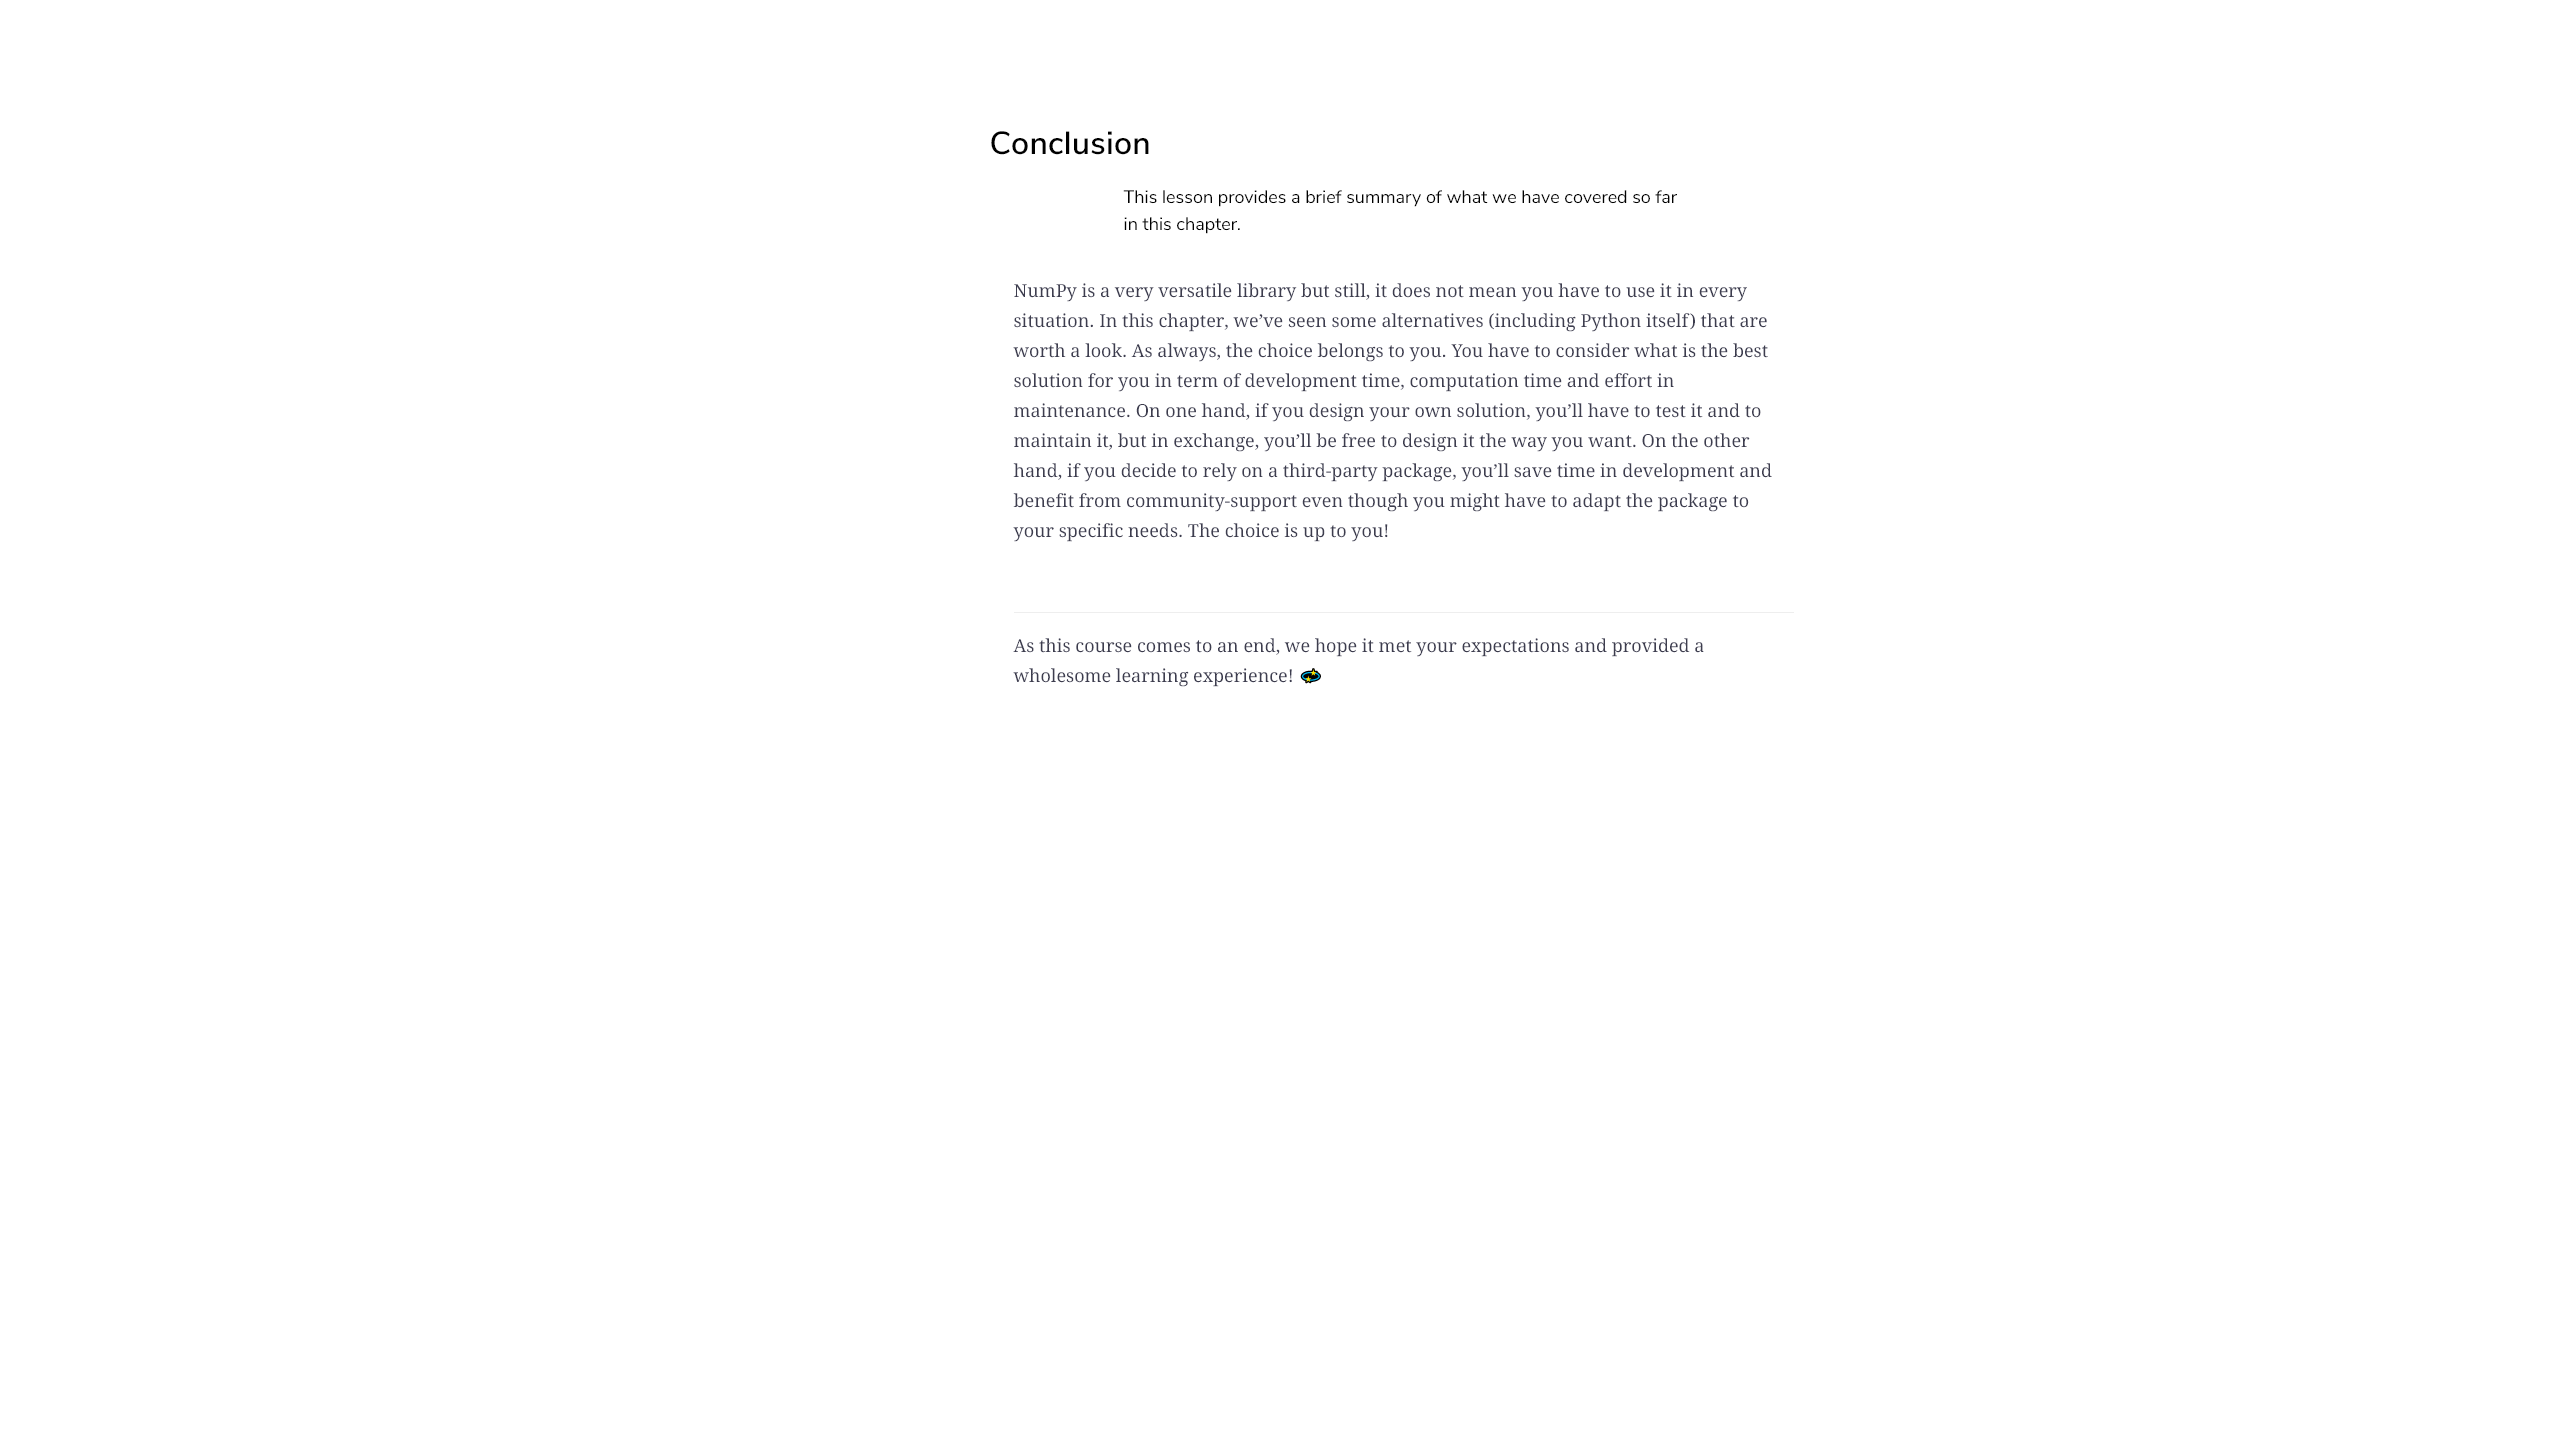 Conclusion
This lesson provides a brief summary of what we have covered so far
in this chapter.
NumPy is a very versatile library but still, it does not mean you have to use it in every
situation. In this chapter, we’ve seen some alternatives (including Python itself) that are
worth a look. As always, the choice belongs to you. You have to consider what is the best
solution for you in term of development time, computation time and effort in
maintenance. On one hand, if you design your own solution, you’ll have to test it and to
maintain it, but in exchange, you’ll be free to design it the way you want. On the other
hand, if you decide to rely on a third-party package, you’ll save time in development and
benefit from community-support even though you might have to adapt the package to
your specific needs. The choice is up to you!
As this course comes to an end, we hope it met your expectations and provided a
wholesome learning experience!